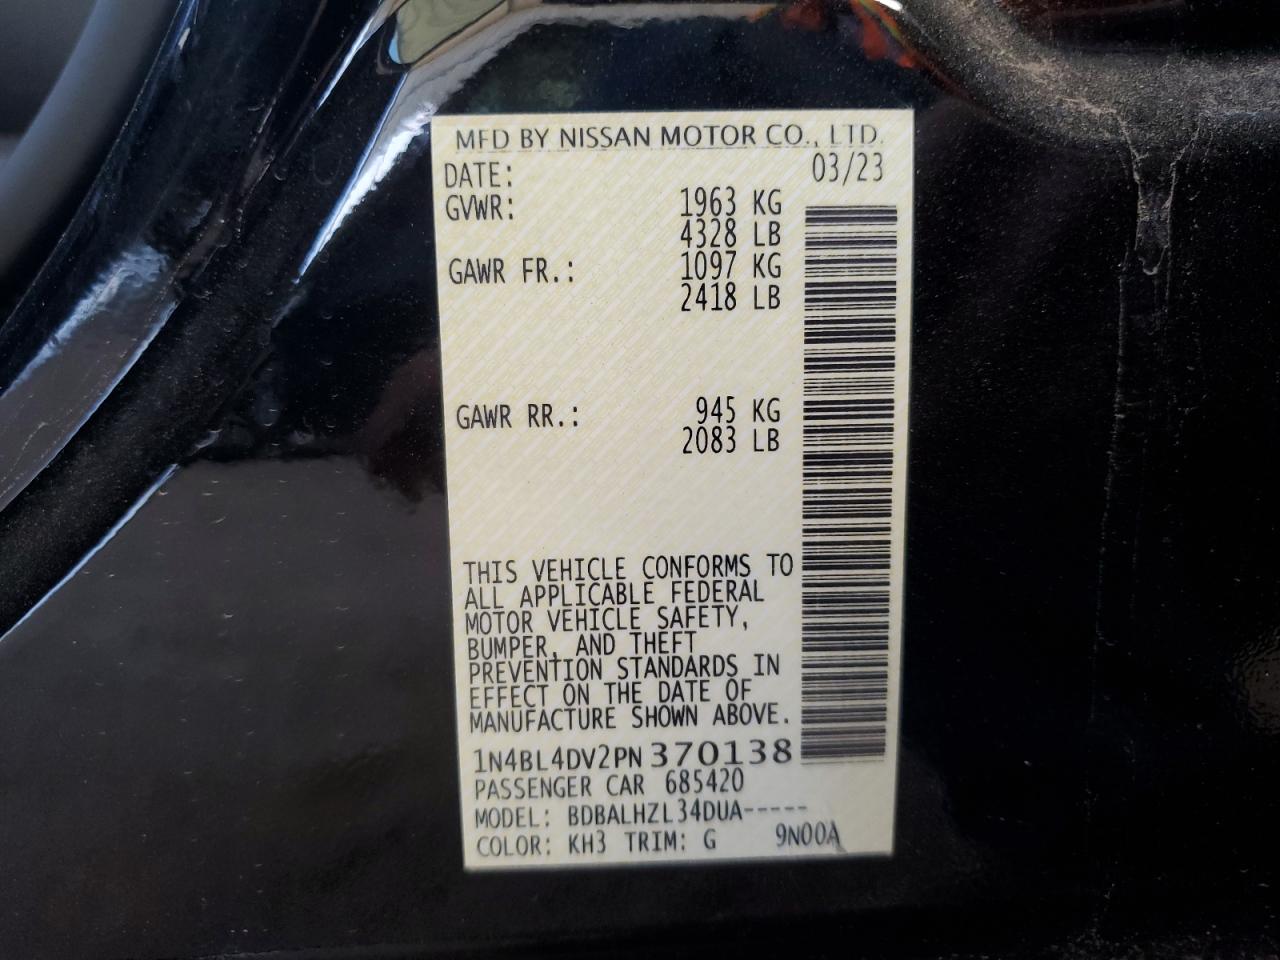 MFD BY NISSAN MOTOR CO., LTD.
DATE: 03/23
GVWR: 1963 KG
4328 LB
GAWR FR.: 1097 KG
2418 LB
GAWR RR.: 945 KG
2083 LB
THIS VEHICLE CONFORMS TO
ALL APPLICABLE FEDERAL
MOTOR VEHICLE SAFETY,
BUMPER, AND THEFT
PREVENTION STANDARDS IN
EFFECT ON THE DATE OF
MANUFACTURE SHOWN ABOVE.
1N4BL4DV2PN370138
PASSENGER CAR 685420
MODEL: BDBALHZL34DUA-----
COLOR: KH3 TRIM: G 9N00A